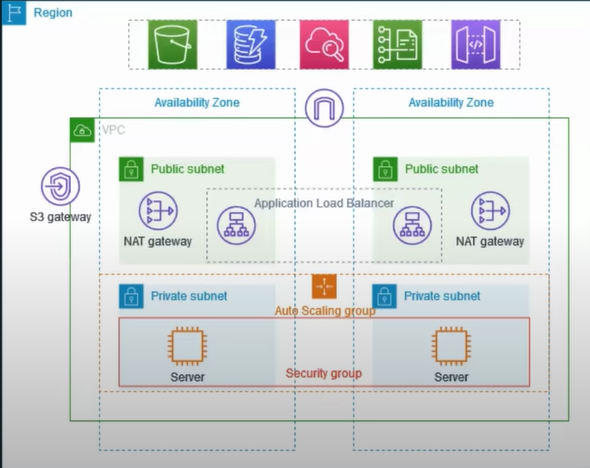 Region
Availability Zone
Availability Zone
VPC
Public subnet
Public subnet
S3 gateway
Application Load Balancer
NAT gateway
NAT gateway
Private subnet
Private subnet
Auto Scaling group
Server
Security group
Server